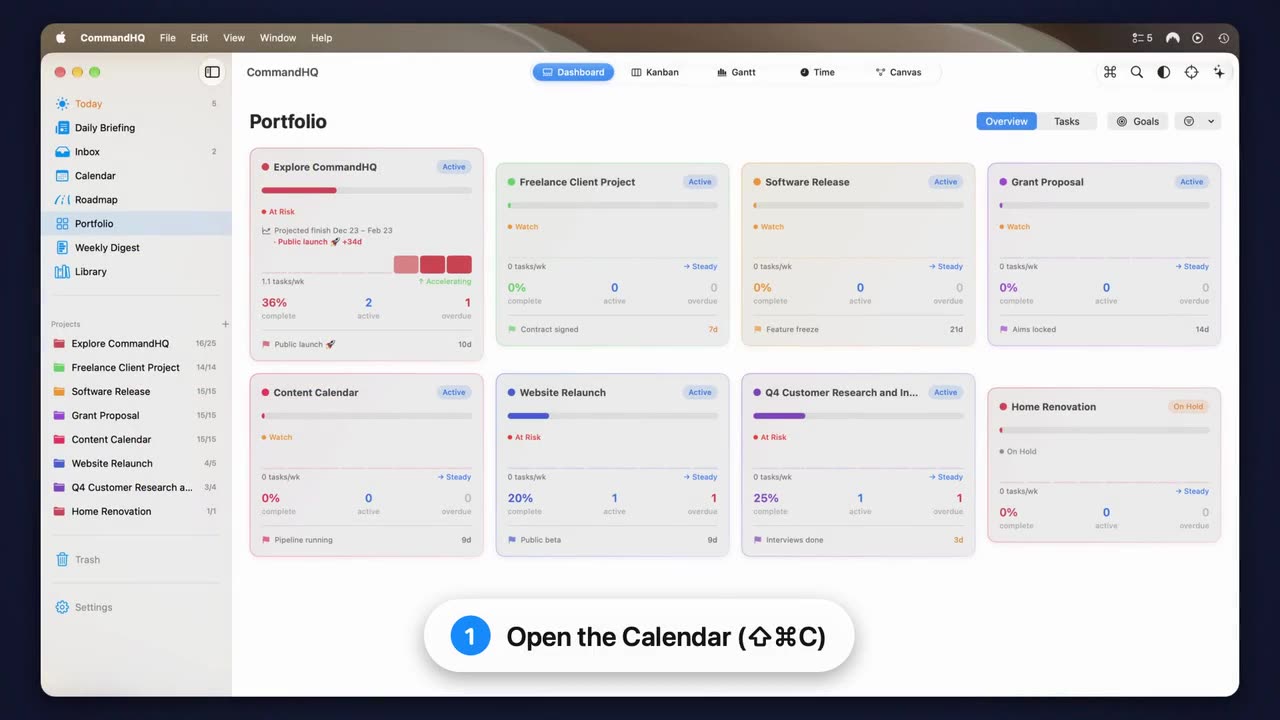 CommandHQ File Edit View Window Help 5
CommandHQ Dashboard Kanban Gantt Time Canvas
Today 5
Daily Briefing
Inbox 2
Calendar
Roadmap
Portfolio
Weekly Digest
Library
Projects +
Explore CommandHQ 16/25
Freelance Client Project 14/14
Software Release 15/15
Grant Proposal 15/15
Content Calendar 15/15
Website Relaunch 4/5
Q4 Customer Research a... 3/4
Home Renovation 1/1
Trash
Settings
Portfolio
Overview Tasks Goals
Explore CommandHQ Active
At Risk
Projected finish Dec 23 – Feb 23
· Public launch 🚀 +34d
1.1 tasks/wk ↑ Accelerating
36% 2 1
complete active overdue
Public launch 🚀 10d
Freelance Client Project Active
Watch
0 tasks/wk → Steady
0% 0 0
complete active overdue
Contract signed 7d
Software Release Active
Watch
0 tasks/wk → Steady
0% 0 0
complete active overdue
Feature freeze 21d
Grant Proposal Active
Watch
0 tasks/wk → Steady
0% 0 0
complete active overdue
Aims locked 14d
Content Calendar Active
Watch
0 tasks/wk → Steady
0% 0 0
complete active overdue
Pipeline running 9d
Website Relaunch Active
At Risk
0 tasks/wk → Steady
20% 1 1
complete active overdue
Public beta 9d
Q4 Customer Research and In... Active
At Risk
0 tasks/wk → Steady
25% 1 1
complete active overdue
Interviews done 3d
Home Renovation On Hold
On Hold
0 tasks/wk → Steady
0% 0 0
complete active overdue
1 Open the Calendar (⇧⌘C)